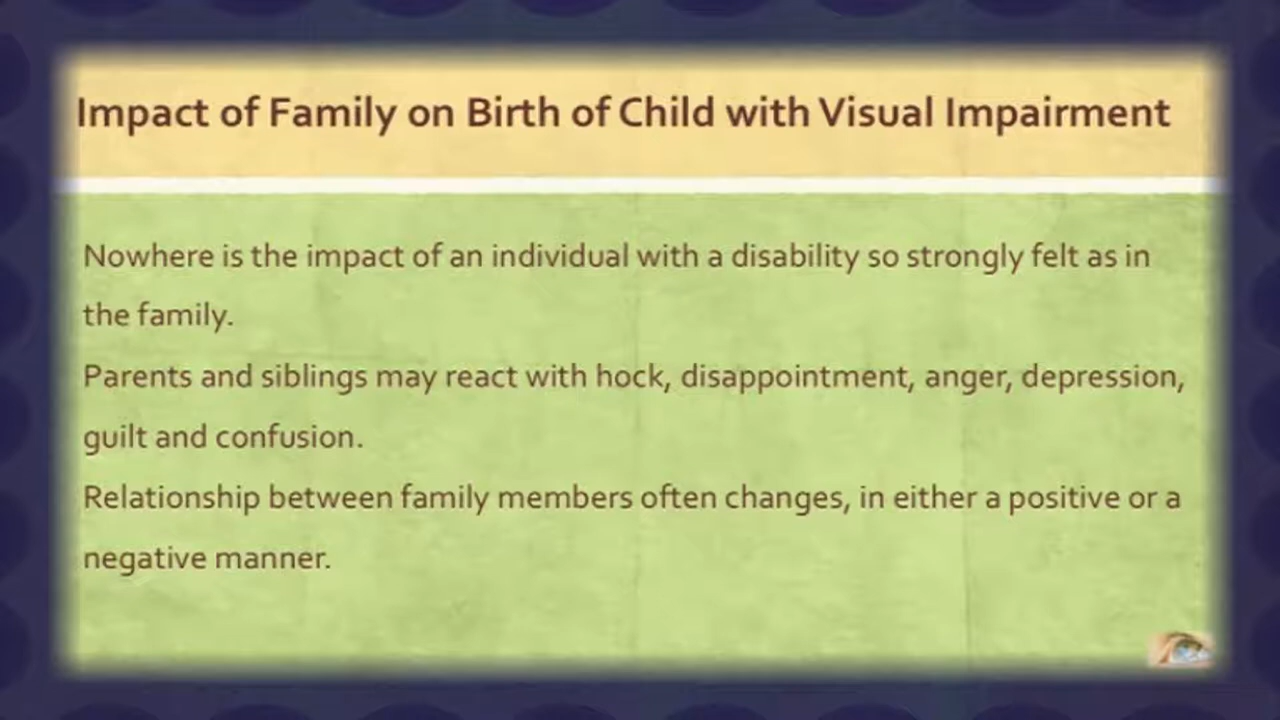 Impact of Family on Birth of Child with Visual Impairment
Nowhere is the impact of an individual with a disability so strongly felt as in
the family.
Parents and siblings may react with hock, disappointment, anger, depression,
guilt and confusion.
Relationship between family members often changes, in either a positive or a
negative manner.